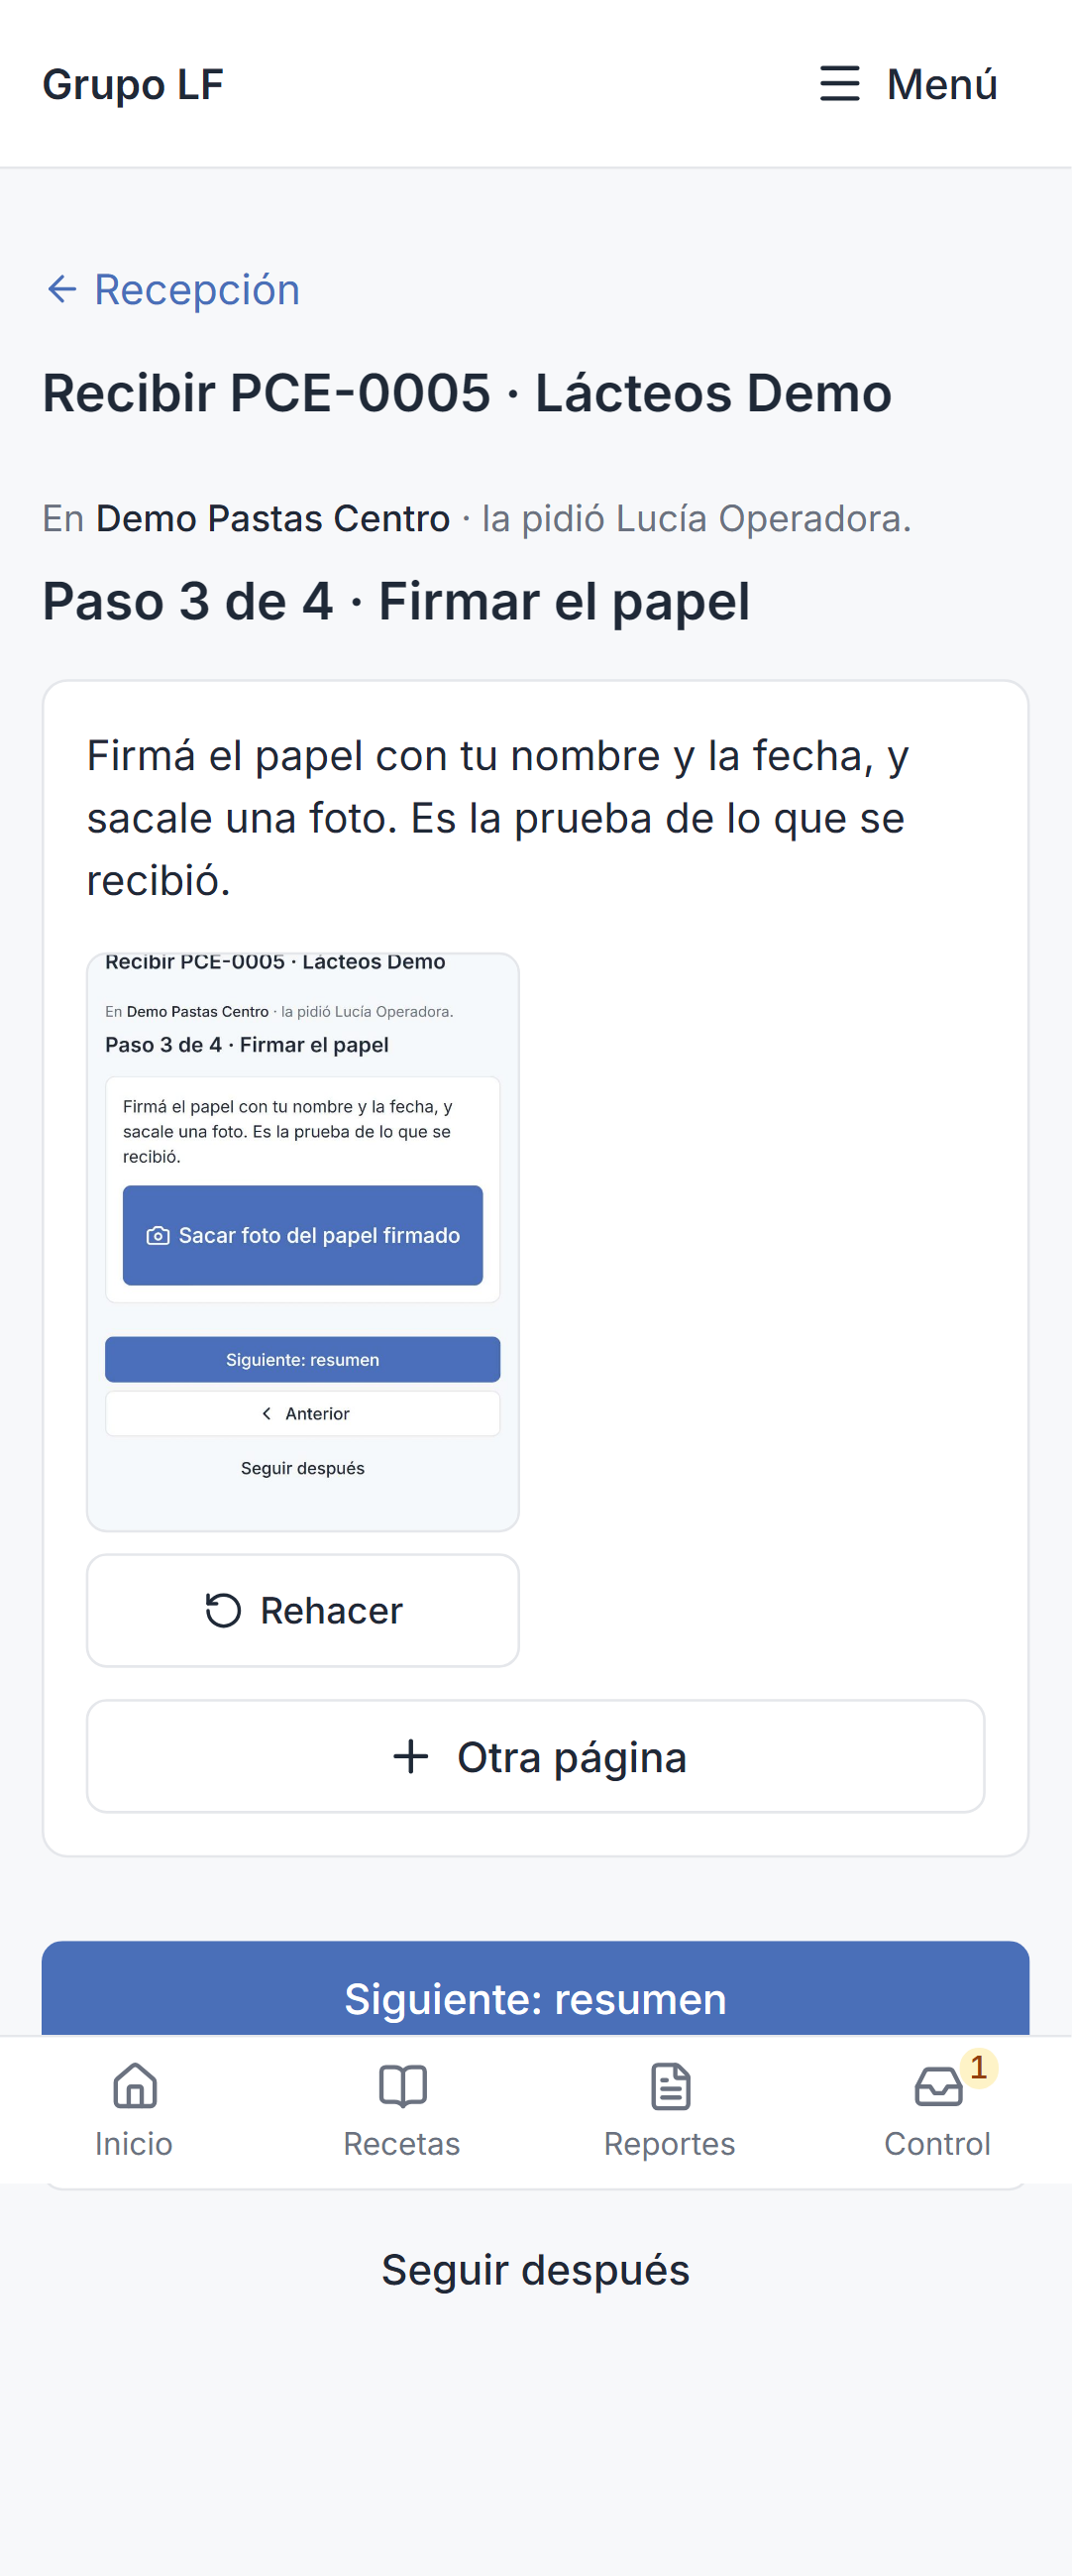 Grupo LF
Menú
Recepción
Recibir PCE-0005 · Lácteos Demo
En Demo Pastas Centro · la pidió Lucía Operadora.
Paso 3 de 4 · Firmar el papel
Firmá el papel con tu nombre y la fecha, y
sacale una foto. Es la prueba de lo que se
recibió.
Recibir PCE-0005 · Lácteos Demo
En Demo Pastas Centro · la pidió Lucía Operadora.
Paso 3 de 4 · Firmar el papel
Firmá el papel con tu nombre y la fecha, y
sacale una foto. Es la prueba de lo que se
recibió.
Sacar foto del papel firmado
Siguiente: resumen
Anterior
Seguir después
Rehacer
Otra página
Siguiente: resumen
1
Inicio
Recetas
Reportes
Control
Seguir después